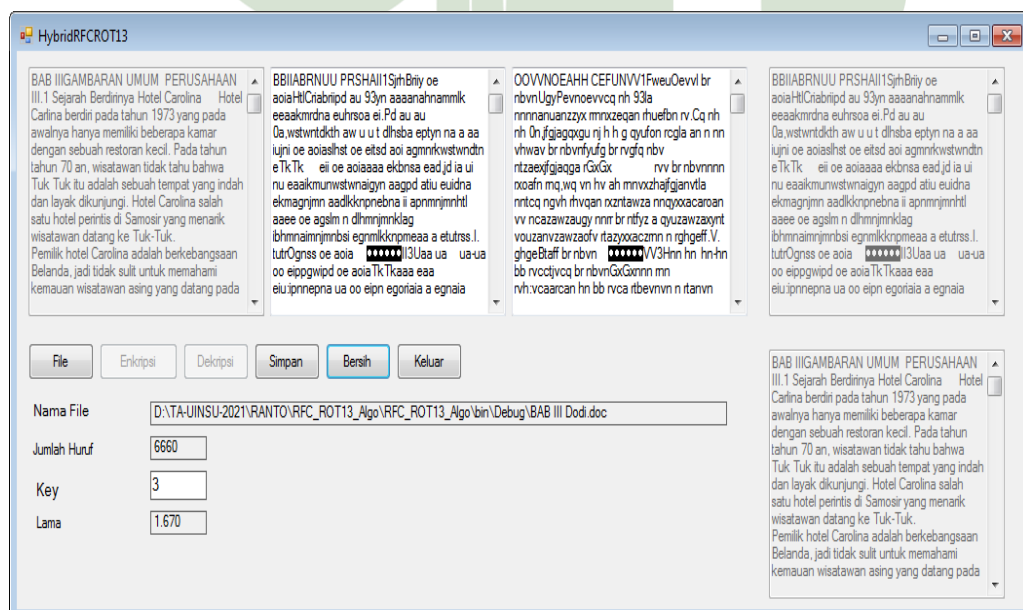 HybridRFCROT13
BAB IIIGAMBARAN UMUM PERUSAHAAN
III.1 Sejarah Berdirinya Hotel Carolina Hotel
Carlina berdiri pada tahun 1973 yang pada
awalnya hanya memiliki beberapa kamar
dengan sebuah restoran kecil. Pada tahun
tahun 70 an, wisatawan tidak tahu bahwa
Tuk Tuk itu adalah sebuah tempat yang indah
dan layak dikunjungi. Hotel Carolina salah
satu hotel perintis di Samosir yang menarik
wisatawan datang ke Tuk-Tuk.
Pemilik hotel Carolina adalah berkebangsaan
Belanda, jadi tidak sulit untuk memahami
kemauan wisatawan asing yang datang pada
BBIIABRNUU PRSHAII1SjrhBriiy oe
aoiaHtlCriabripd au 93yn aaaanahnammlk
eeaakmrdna euhrsoa ei.Pd au au
0a,wstwntdkth aw u u t dlhsba eptyn na a aa
iujni oe aoiaslhst oe eitsd aoi agmnrkwstwndtn
eTkTk eii oe aoiaaaa ekbnsa ead,jd ia ui
nu eaaikmunwstwnaigyn aagpd atiu euidna
ekmagnjmn aadlkknpnebna ii apnmnjmnhtl
aaee oe agslm n dlhmnjmnklag
ibhmnaimnjmnbsi egnmlkknpmeaa a etutrss.I.
tutrOgnss oe aoia ♦♦♦♦♦♦II3Uaa ua ua-ua
oo eippgwipd oe aoiaTkTkaaa eaa
eiu:ipnnepna ua oo eipn egoriaia a egnaia
OOVVNOEAHH CEFUNVV1FweuOevvl br
nbvnUgyPevnoevvcq nh 93la
nnnnanuanzzyx rrnxzeqan rhuefbn rv.Cq nh
nh 0n,jfgjagqxgu nj h h g qyufon rcgla an n nn
vhwav br nbvnfyufg br rvgfq nbv
ntzaexjfgjaqga rGxGx rvv br nbvnnnn
rxoafn rnq,wq vn hv ah rnnvxzhajfgjanvtla
nntcq ngvh rhvqan rxzntawza nnqyxxacaroan
vv ncazawzaugy nnrr br ntfyz a qyuzawzaxynt
vouzanvzawzaofv rtazyxxaczrnn n rghgeff.V.
ghgeBtaff br nbvn ♦♦♦♦♦♦VV3Hnn hn hn-hn
bb rvcctjvcq br nbvnGxGxnnn rnn
rvh:vcaarcan hn bb rvca rtbevnvn n rtanvn
BBIIABRNUU PRSHAII1SjrhBriiy oe
aoiaHtlCriabripd au 93yn aaaanahnammlk
eeaakmrdna euhrsoa ei.Pd au au
0a,wstwntdkth aw u u t dlhsba eptyn na a aa
iujni oe aoiaslhst oe eitsd aoi agmnrkwstwndtn
eTkTk eii oe aoiaaaa ekbnsa ead,jd ia ui
nu eaaikmunwstwnaigyn aagpd atiu euidna
ekmagnjmn aadlkknpnebna ii apnmnjmnhtl
aaee oe agslm n dlhmnjmnklag
ibhmnaimnjmnbsi egnmlkknpmeaa a etutrss.I.
tutrOgnss oe aoia ♦♦♦♦♦♦II3Uaa ua ua-ua
oo eippgwipd oe aoiaTkTkaaa eaa
eiu:ipnnepna ua oo eipn egoriaia a egnaia
File Enkripsi Dekripsi Simpan Bersih Keluar
Nama File D:\TA-UINSU-2021\RANTO\RFC_ROT13_Algo\RFC_ROT13_Algo\bin\Debug\BAB III Dodi.doc
Jumlah Huruf 6660
Key 3
Lama 1.670
BAB IIIGAMBARAN UMUM PERUSAHAAN
III.1 Sejarah Berdirinya Hotel Carolina Hotel
Carlina berdiri pada tahun 1973 yang pada
awalnya hanya memiliki beberapa kamar
dengan sebuah restoran kecil. Pada tahun
tahun 70 an, wisatawan tidak tahu bahwa
Tuk Tuk itu adalah sebuah tempat yang indah
dan layak dikunjungi. Hotel Carolina salah
satu hotel perintis di Samosir yang menarik
wisatawan datang ke Tuk-Tuk.
Pemilik hotel Carolina adalah berkebangsaan
Belanda, jadi tidak sulit untuk memahami
kemauan wisatawan asing yang datang pada